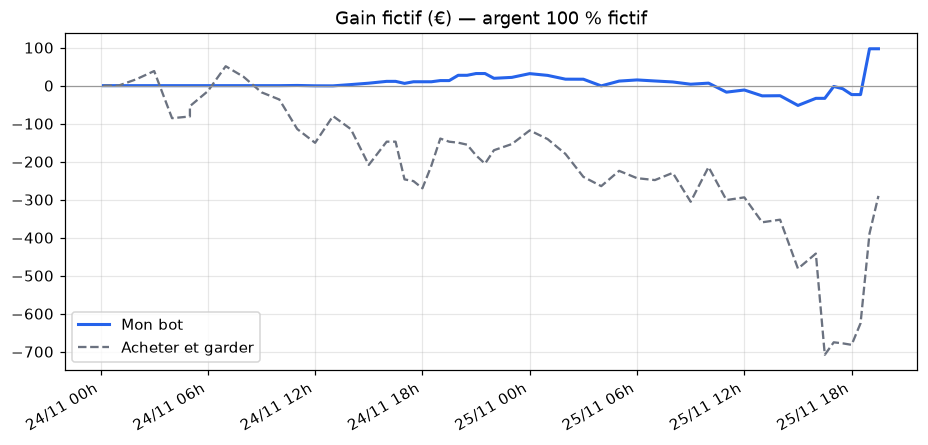 Gain fictif (€) — argent 100 % fictif
100
0
−100
−200
−300
−400
−500
−600
−700
Mon bot
Acheter et garder
24/11 00h
24/11 06h
24/11 12h
24/11 18h
25/11 00h
25/11 06h
25/11 12h
25/11 18h